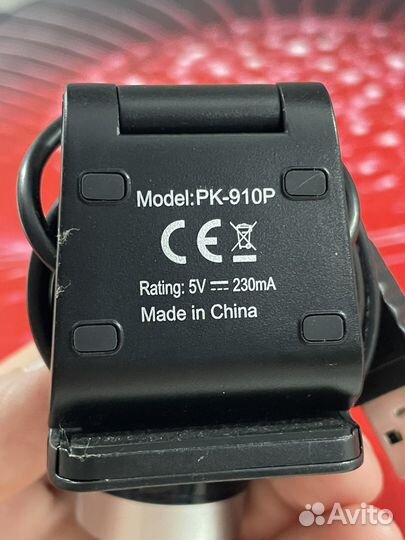 Model:PK-910P
CE
Rating: 5V ⎓ 230mA
Made in China
Avito